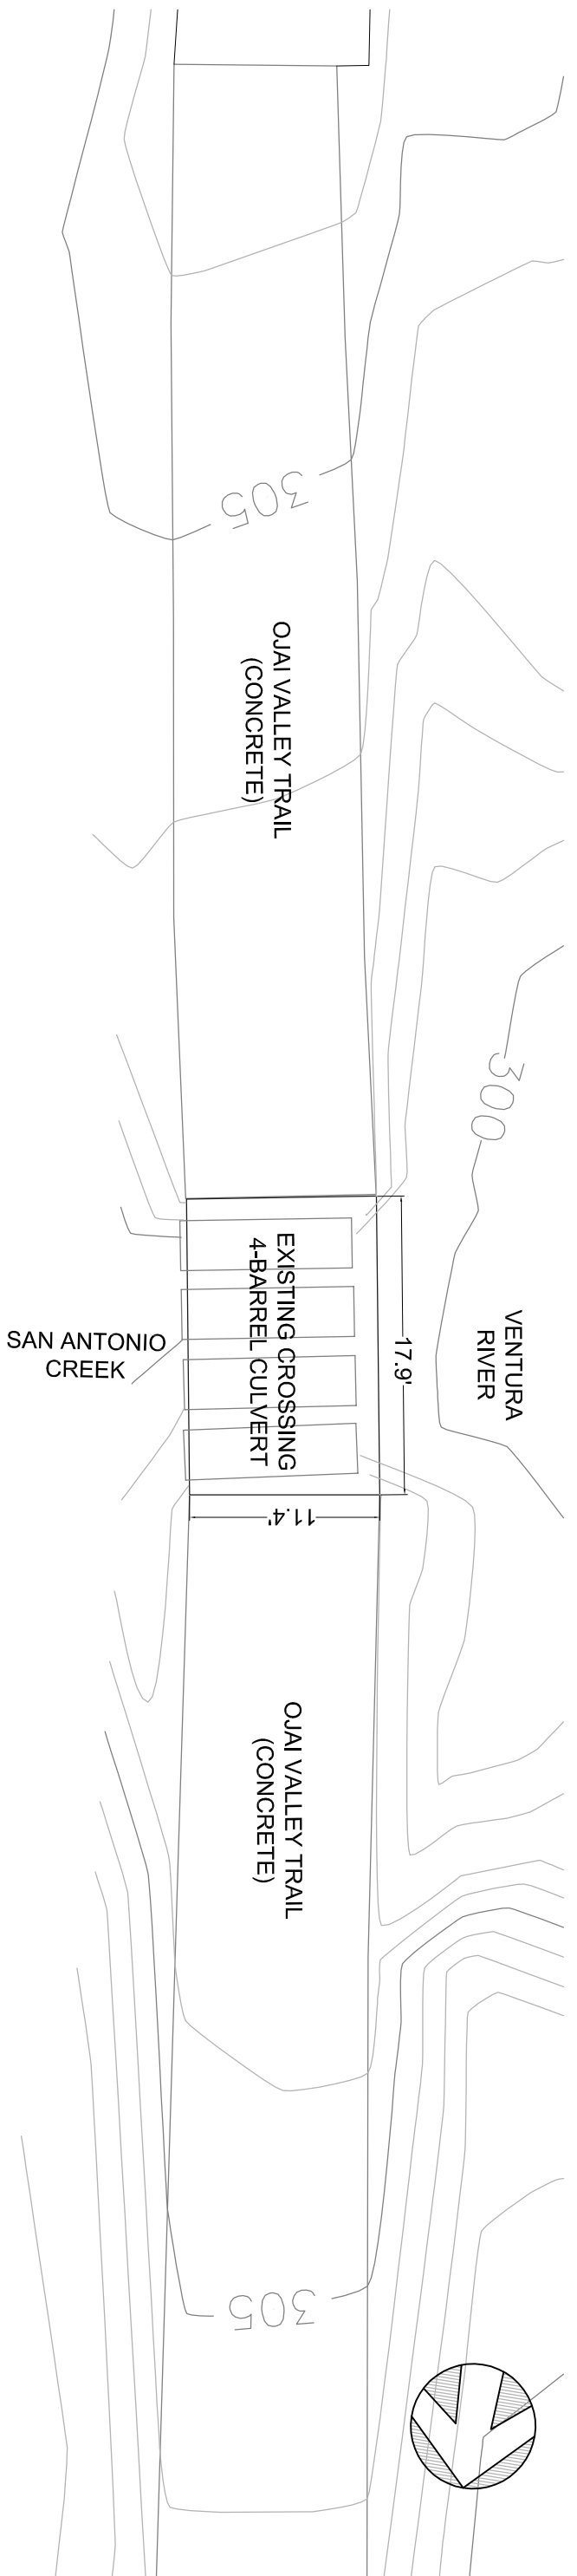 305
OJAI VALLEY TRAIL
(CONCRETE)
300
EXISTING CROSSING
4-BARREL CULVERT
SAN ANTONIO
CREEK
17.9'
VENTURA
RIVER
11.4'
OJAI VALLEY TRAIL
(CONCRETE)
305